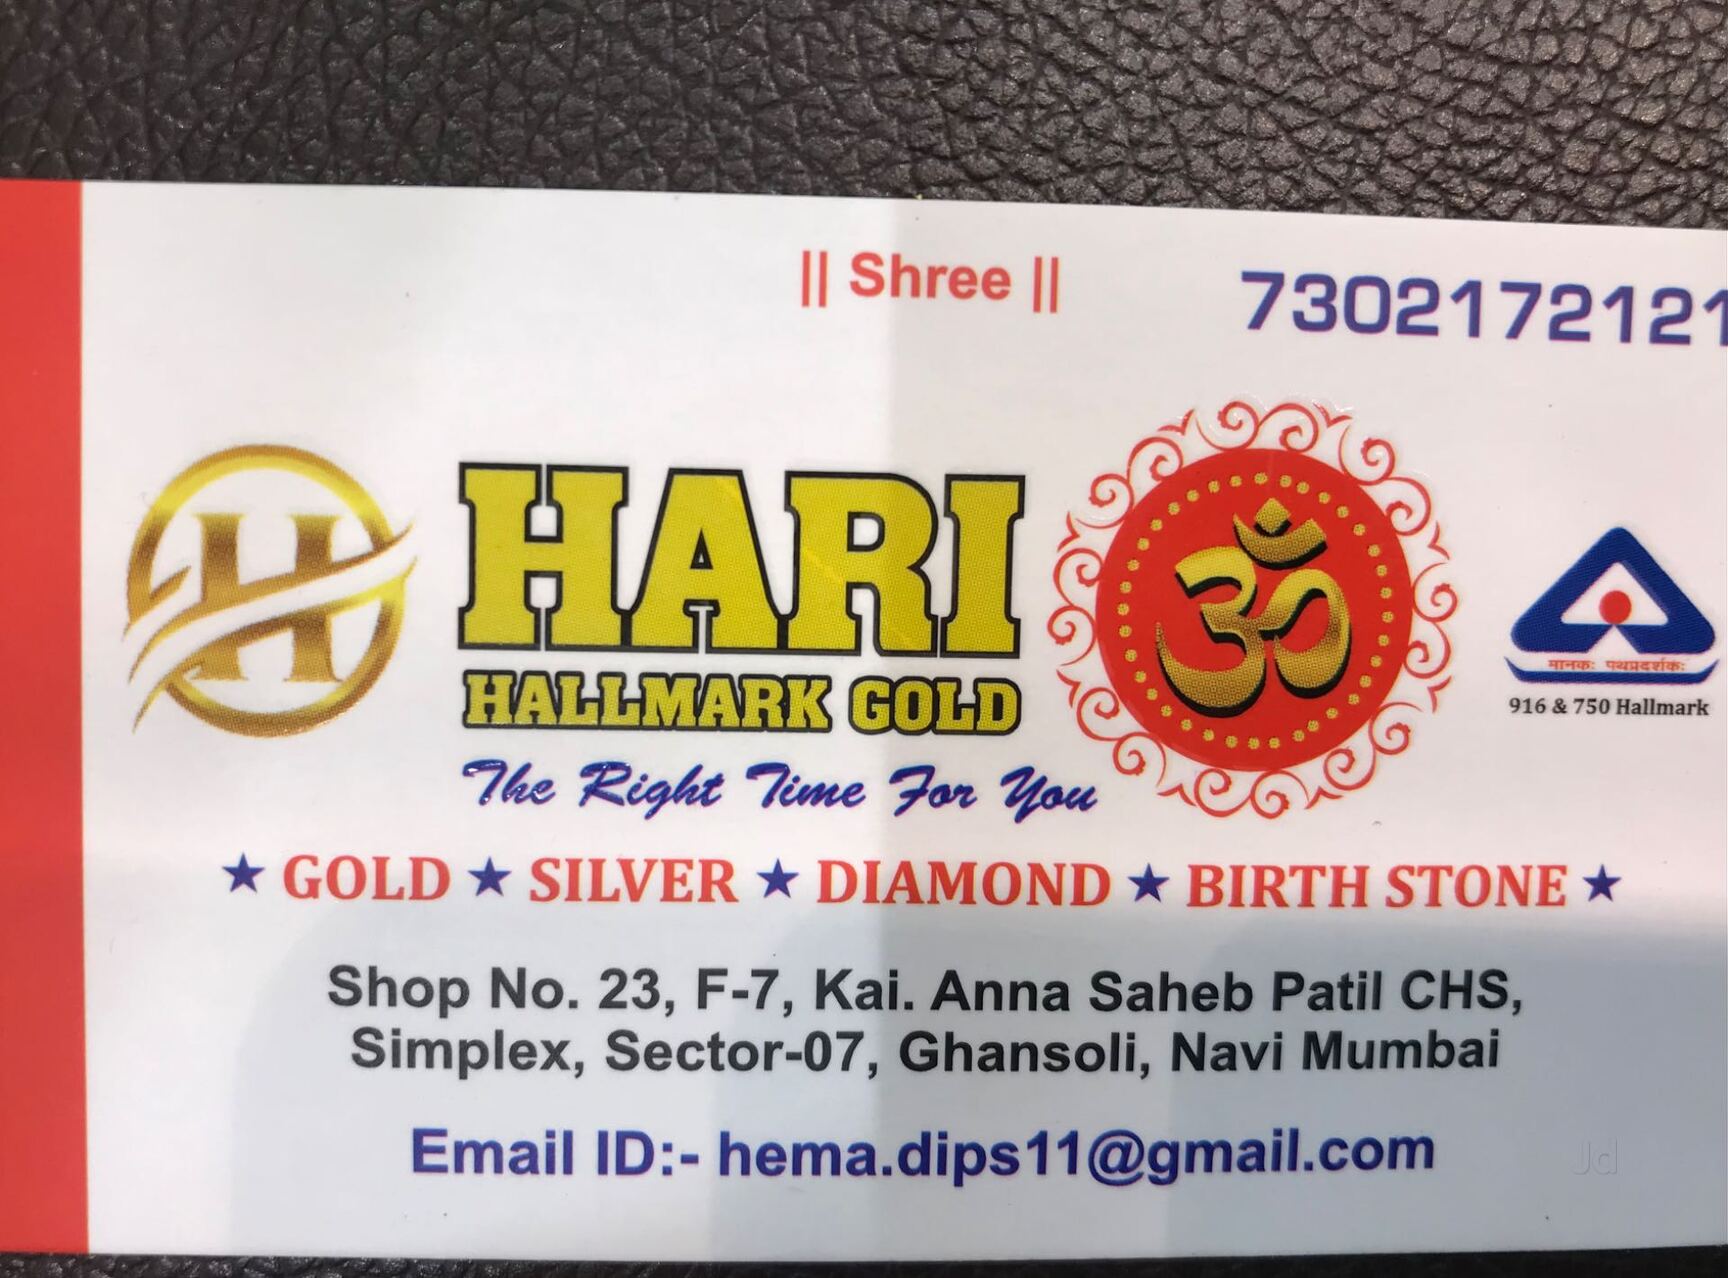 || Shree ||
7302172121
H
HARI
HALLMARK GOLD
The Right Time For You
ॐ
मानकः पथप्रदर्शकः
916 & 750 Hallmark
★ GOLD ★ SILVER ★ DIAMOND ★ BIRTH STONE ★
Shop No. 23, F-7, Kai. Anna Saheb Patil CHS,
Simplex, Sector-07, Ghansoli, Navi Mumbai
Email ID:- hema.dips11@gmail.com
Jd